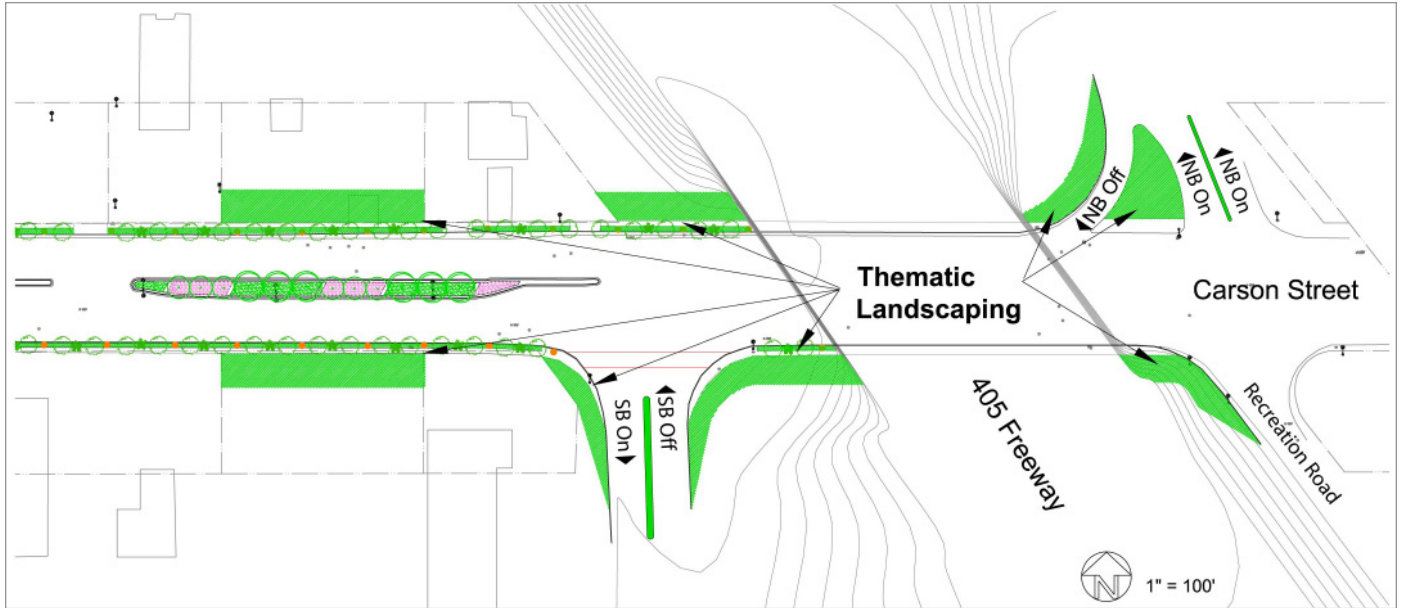 NB Off
NB On
NB On
Thematic
Landscaping
Carson Street
SB On
SB Off
405 Freeway
Recreation Road
N
1" = 100'